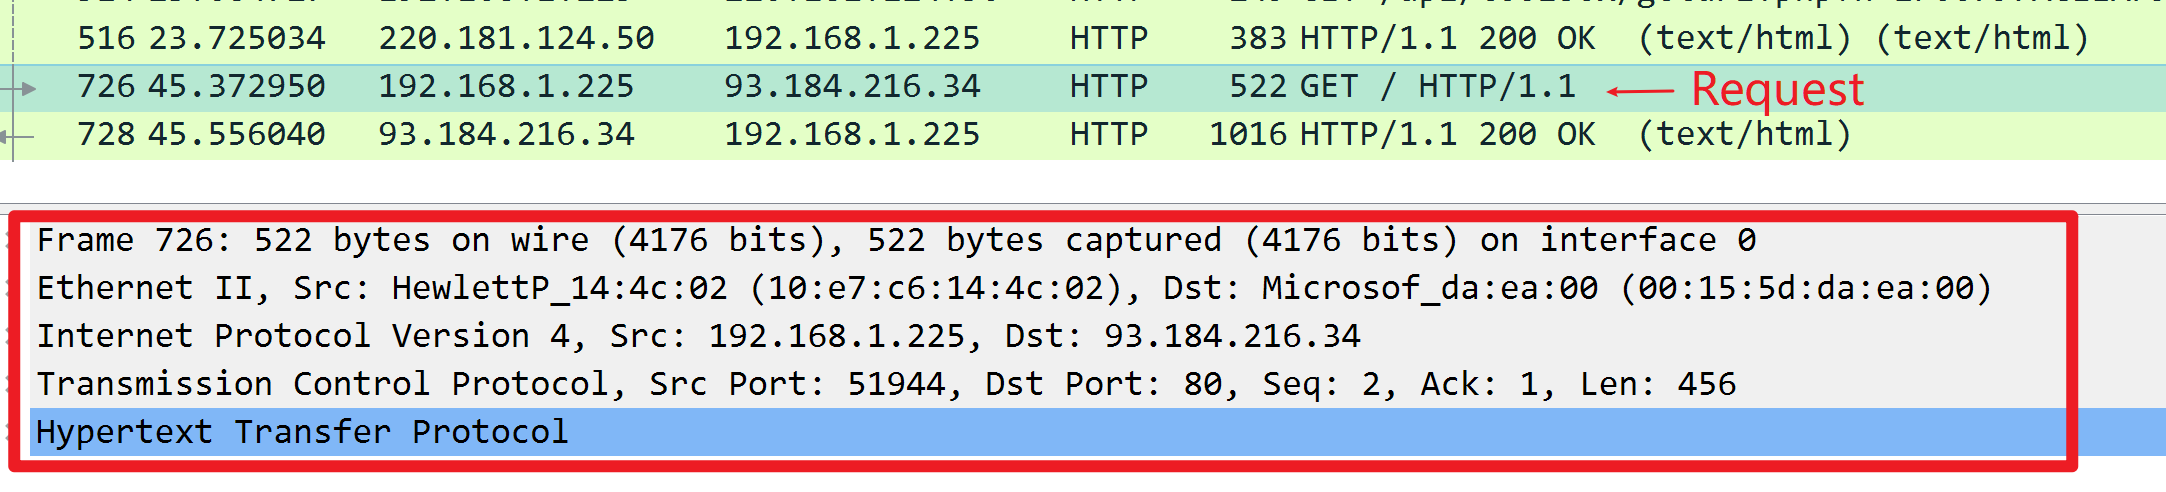 516 23.725034 220.181.124.50 192.168.1.225 HTTP 383 HTTP/1.1 200 OK (text/html) (text/html)
726 45.372950 192.168.1.225 93.184.216.34 HTTP 522 GET / HTTP/1.1 Request
728 45.556040 93.184.216.34 192.168.1.225 HTTP 1016 HTTP/1.1 200 OK (text/html)
Frame 726: 522 bytes on wire (4176 bits), 522 bytes captured (4176 bits) on interface 0
Ethernet II, Src: HewlettP_14:4c:02 (10:e7:c6:14:4c:02), Dst: Microsof_da:ea:00 (00:15:5d:da:ea:00)
Internet Protocol Version 4, Src: 192.168.1.225, Dst: 93.184.216.34
Transmission Control Protocol, Src Port: 51944, Dst Port: 80, Seq: 2, Ack: 1, Len: 456
Hypertext Transfer Protocol